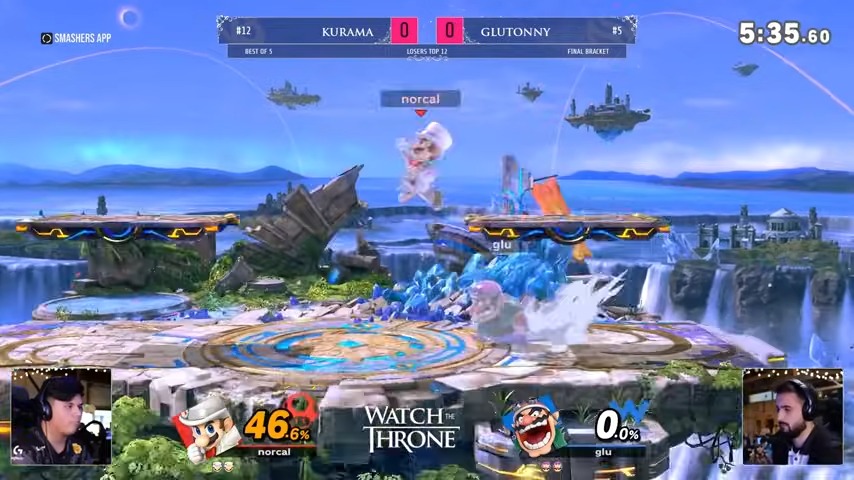 SMASHERS APP
#12 KURAMA 0 0 GLUTONNY #5
BEST OF 5 LOSERS TOP 12 FINAL BRACKET
5:35.60
norcal
glu
46.6%
norcal
WATCH THE THRONE
0.0%
glu